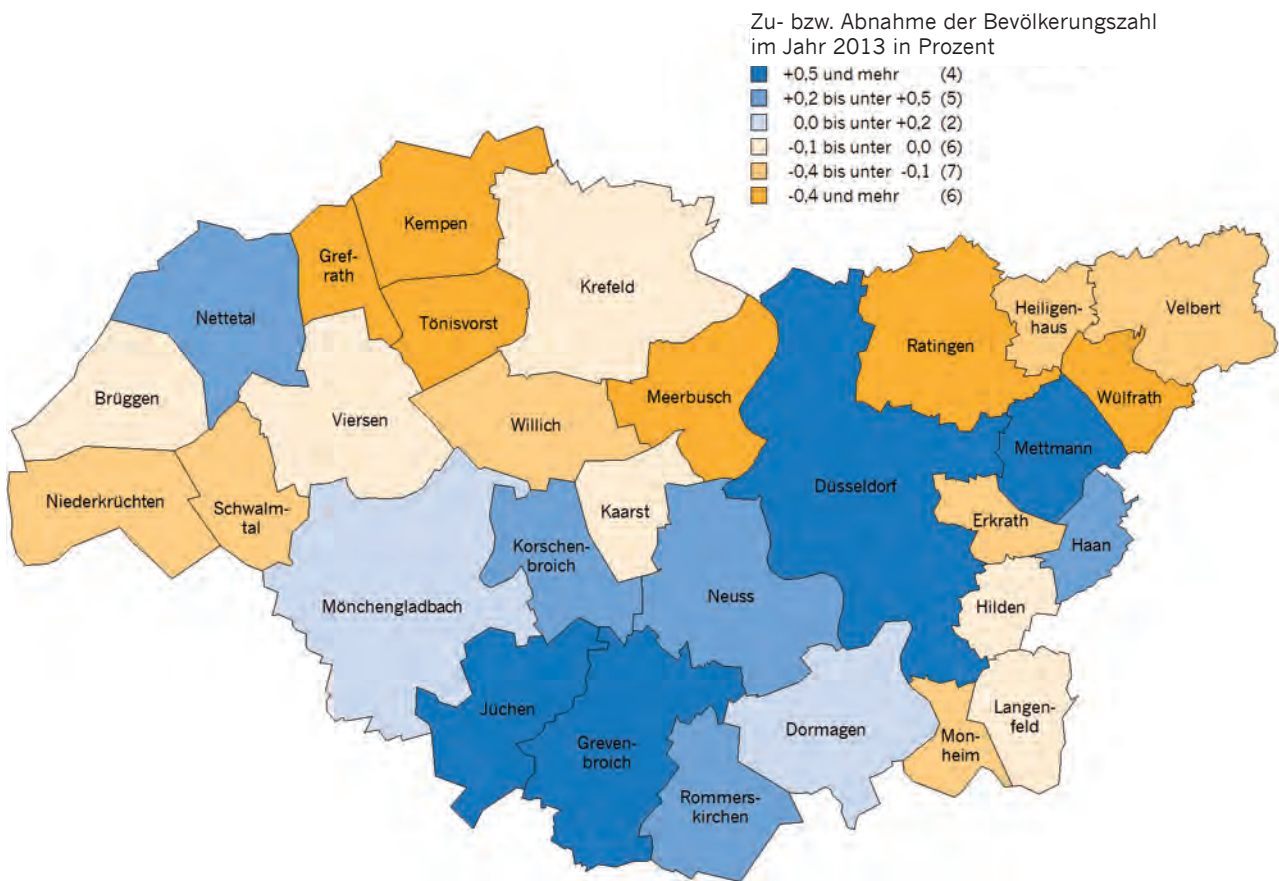 Zu- bzw. Abnahme der Bevölkerungszahl
im Jahr 2013 in Prozent
+0,5 und mehr (4)
+0,2 bis unter +0,5 (5)
0,0 bis unter +0,2 (2)
-0,1 bis unter 0,0 (6)
-0,4 bis unter -0,1 (7)
-0,4 und mehr (6)
Kempen
Gref-
rath
Krefeld
Nettetal
Tönisvorst
Heiligen-
haus
Velbert
Ratingen
Brüggen
Meerbusch
Wülfrath
Viersen
Willich
Mettmann
Düsseldorf
Niederkrüchten
Schwalm-
tal
Kaarst
Erkrath
Korschen-
broich
Haan
Mönchengladbach
Neuss
Hilden
Jüchen
Langen-
feld
Dormagen
Mon-
heim
Greven-
broich
Rommers-
kirchen